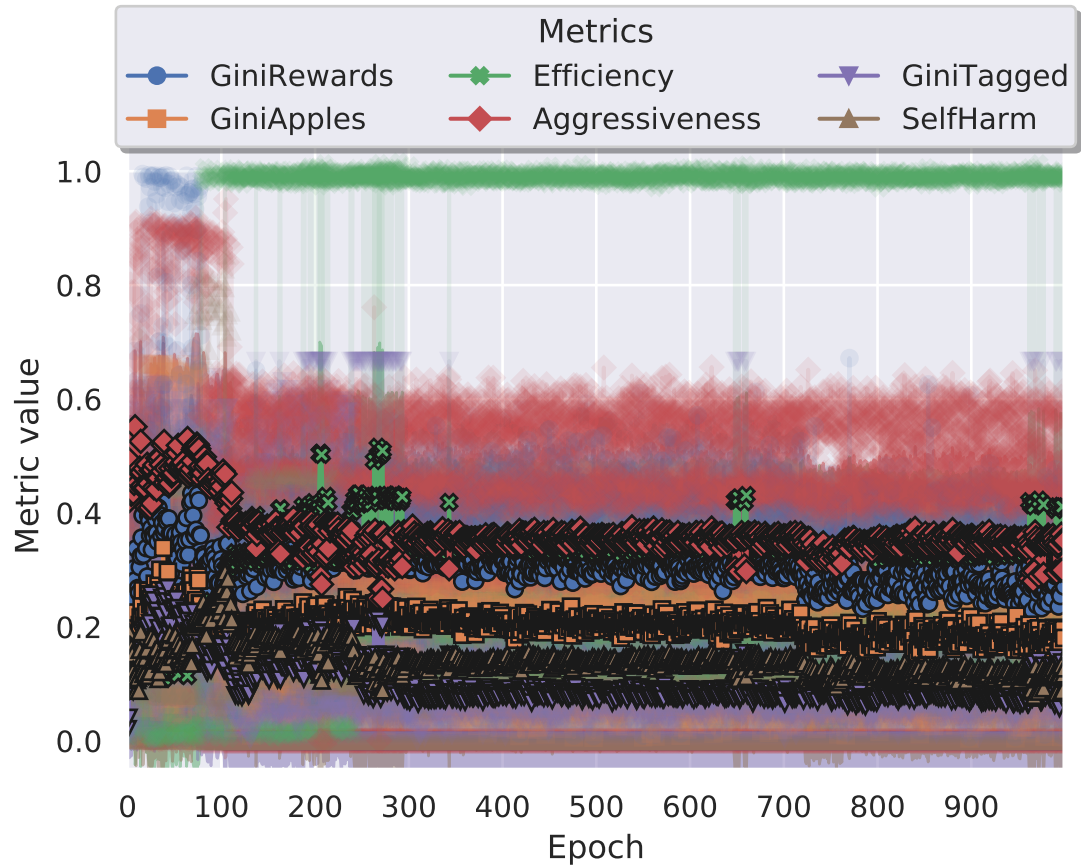 Metrics
GiniRewards Efficiency GiniTagged
GiniApples Aggressiveness SelfHarm
1.0
0.8
0.6
0.4
0.2
0.0
Metric value
0 100 200 300 400 500 600 700 800 900
Epoch